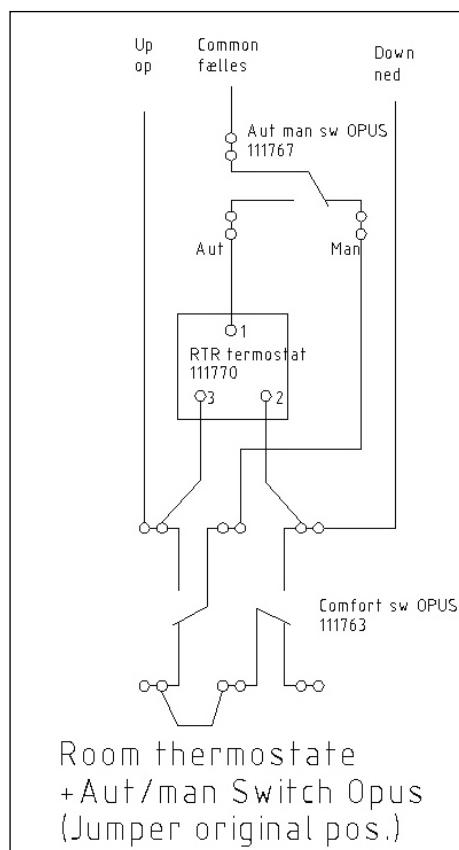 Up
op
Common
fælles
Down
ned
Aut man sw OPUS
111767
Aut
Man
1
RTR termostat
111770
3
2
Comfort sw OPUS
111763
Room thermostate
+Aut/man Switch Opus
(Jumper original pos.)